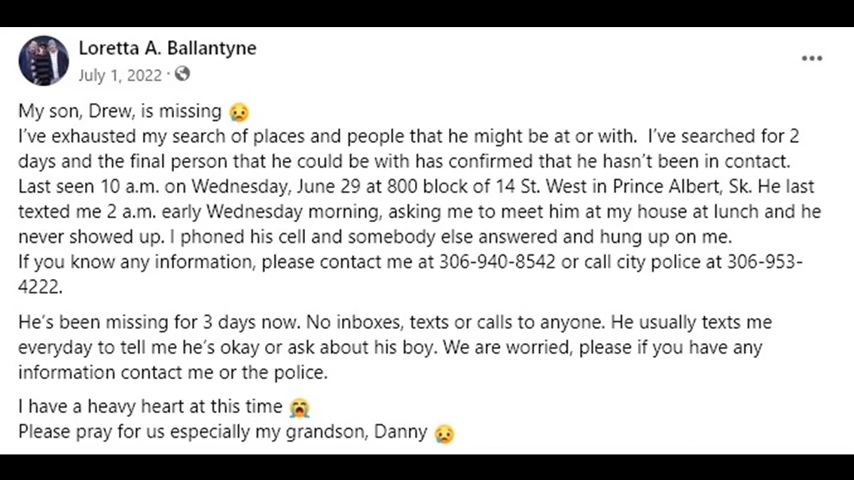 Loretta A. Ballantyne
July 1, 2022 ·
My son, Drew, is missing 😥
I've exhausted my search of places and people that he might be at or with.  I've searched for 2
days and the final person that he could be with has confirmed that he hasn't been in contact.
Last seen 10 a.m. on Wednesday, June 29 at 800 block of 14 St. West in Prince Albert, Sk. He last
texted me 2 a.m. early Wednesday morning, asking me to meet him at my house at lunch and he
never showed up. I phoned his cell and somebody else answered and hung up on me.
If you know any information, please contact me at 306-940-8542 or call city police at 306-953-
4222.
He's been missing for 3 days now. No inboxes, texts or calls to anyone. He usually texts me
everyday to tell me he's okay or ask about his boy. We are worried, please if you have any
information contact me or the police.
I have a heavy heart at this time 😭
Please pray for us especially my grandson, Danny 😥